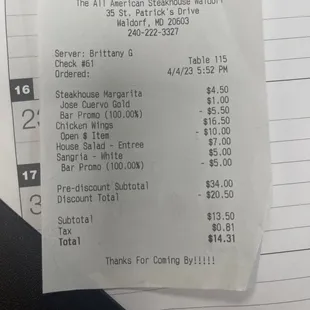 The All American Steakhouse Waldorf
35 St. Patrick's Drive
Waldorf, MD 20603
240-222-3327
Server: Brittany G
Check #61 Table 115
Ordered: 4/4/23 5:52 PM
Steakhouse Margarita $4.50
Jose Cuervo Gold $1.00
Bar Promo (100.00%) - $5.50
Chicken Wings $16.50
Open $ Item - $10.00
House Salad - Entree $7.00
Sangria - White $5.00
Bar Promo (100.00%) - $5.00
Pre-discount Subtotal $34.00
Discount Total - $20.50
Subtotal $13.50
Tax $0.81
Total $14.31
Thanks For Coming By!!!!!
16
17